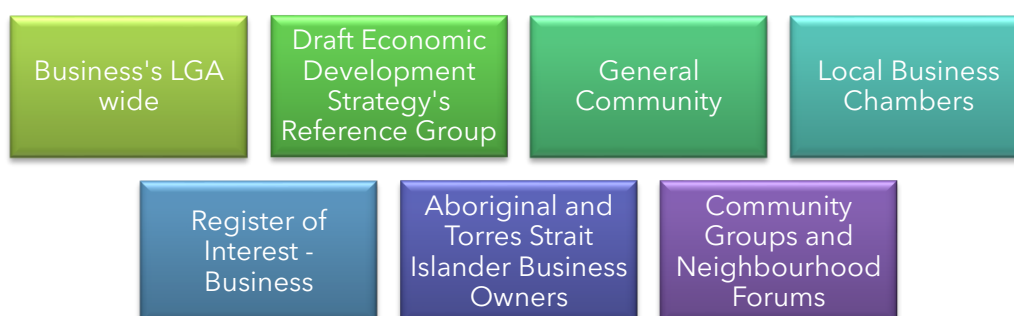 Business's LGA
wide
Draft Economic
Development
Strategy's
Reference Group
General
Community
Local Business
Chambers
Register of
Interest -
Business
Aboriginal and
Torres Strait
Islander Business
Owners
Community
Groups and
Neighbourhood
Forums